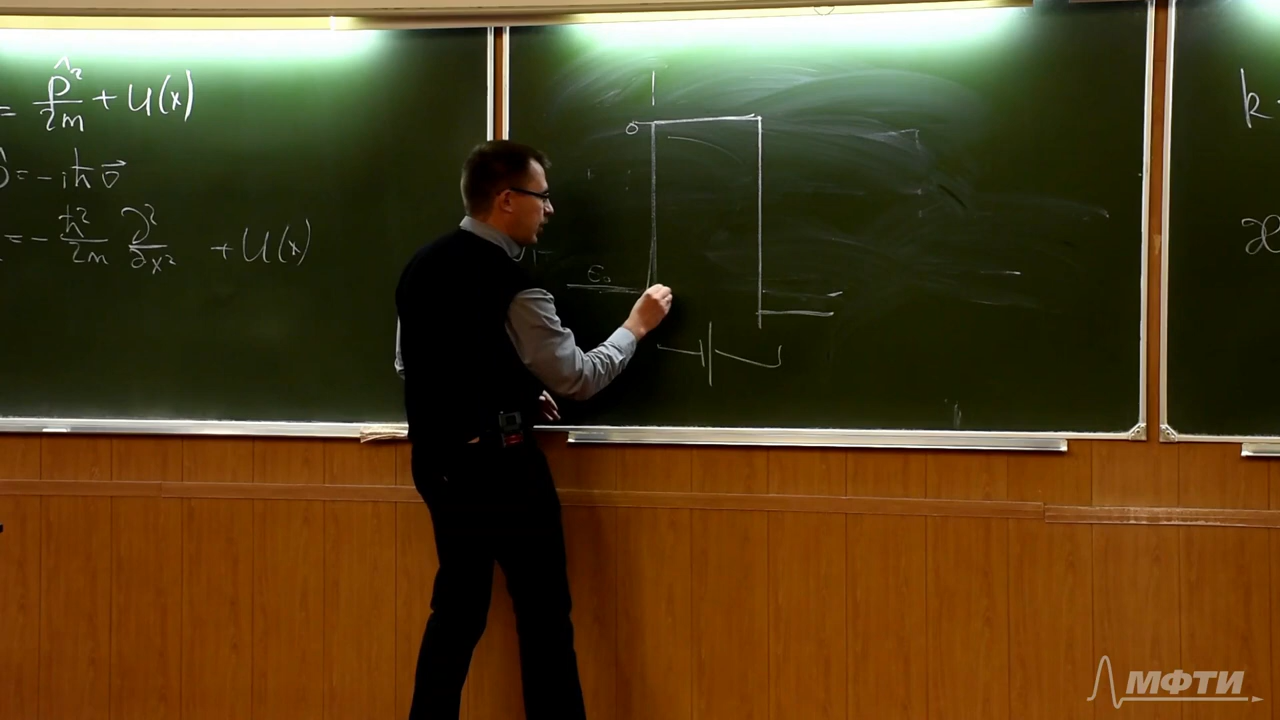 = p̂²/2m + U(x)
p̂ = -iħ∇⃗
= - ħ²/2m ∂²/∂x² + U(x)
0
ε₀
k
æ
МФТИ